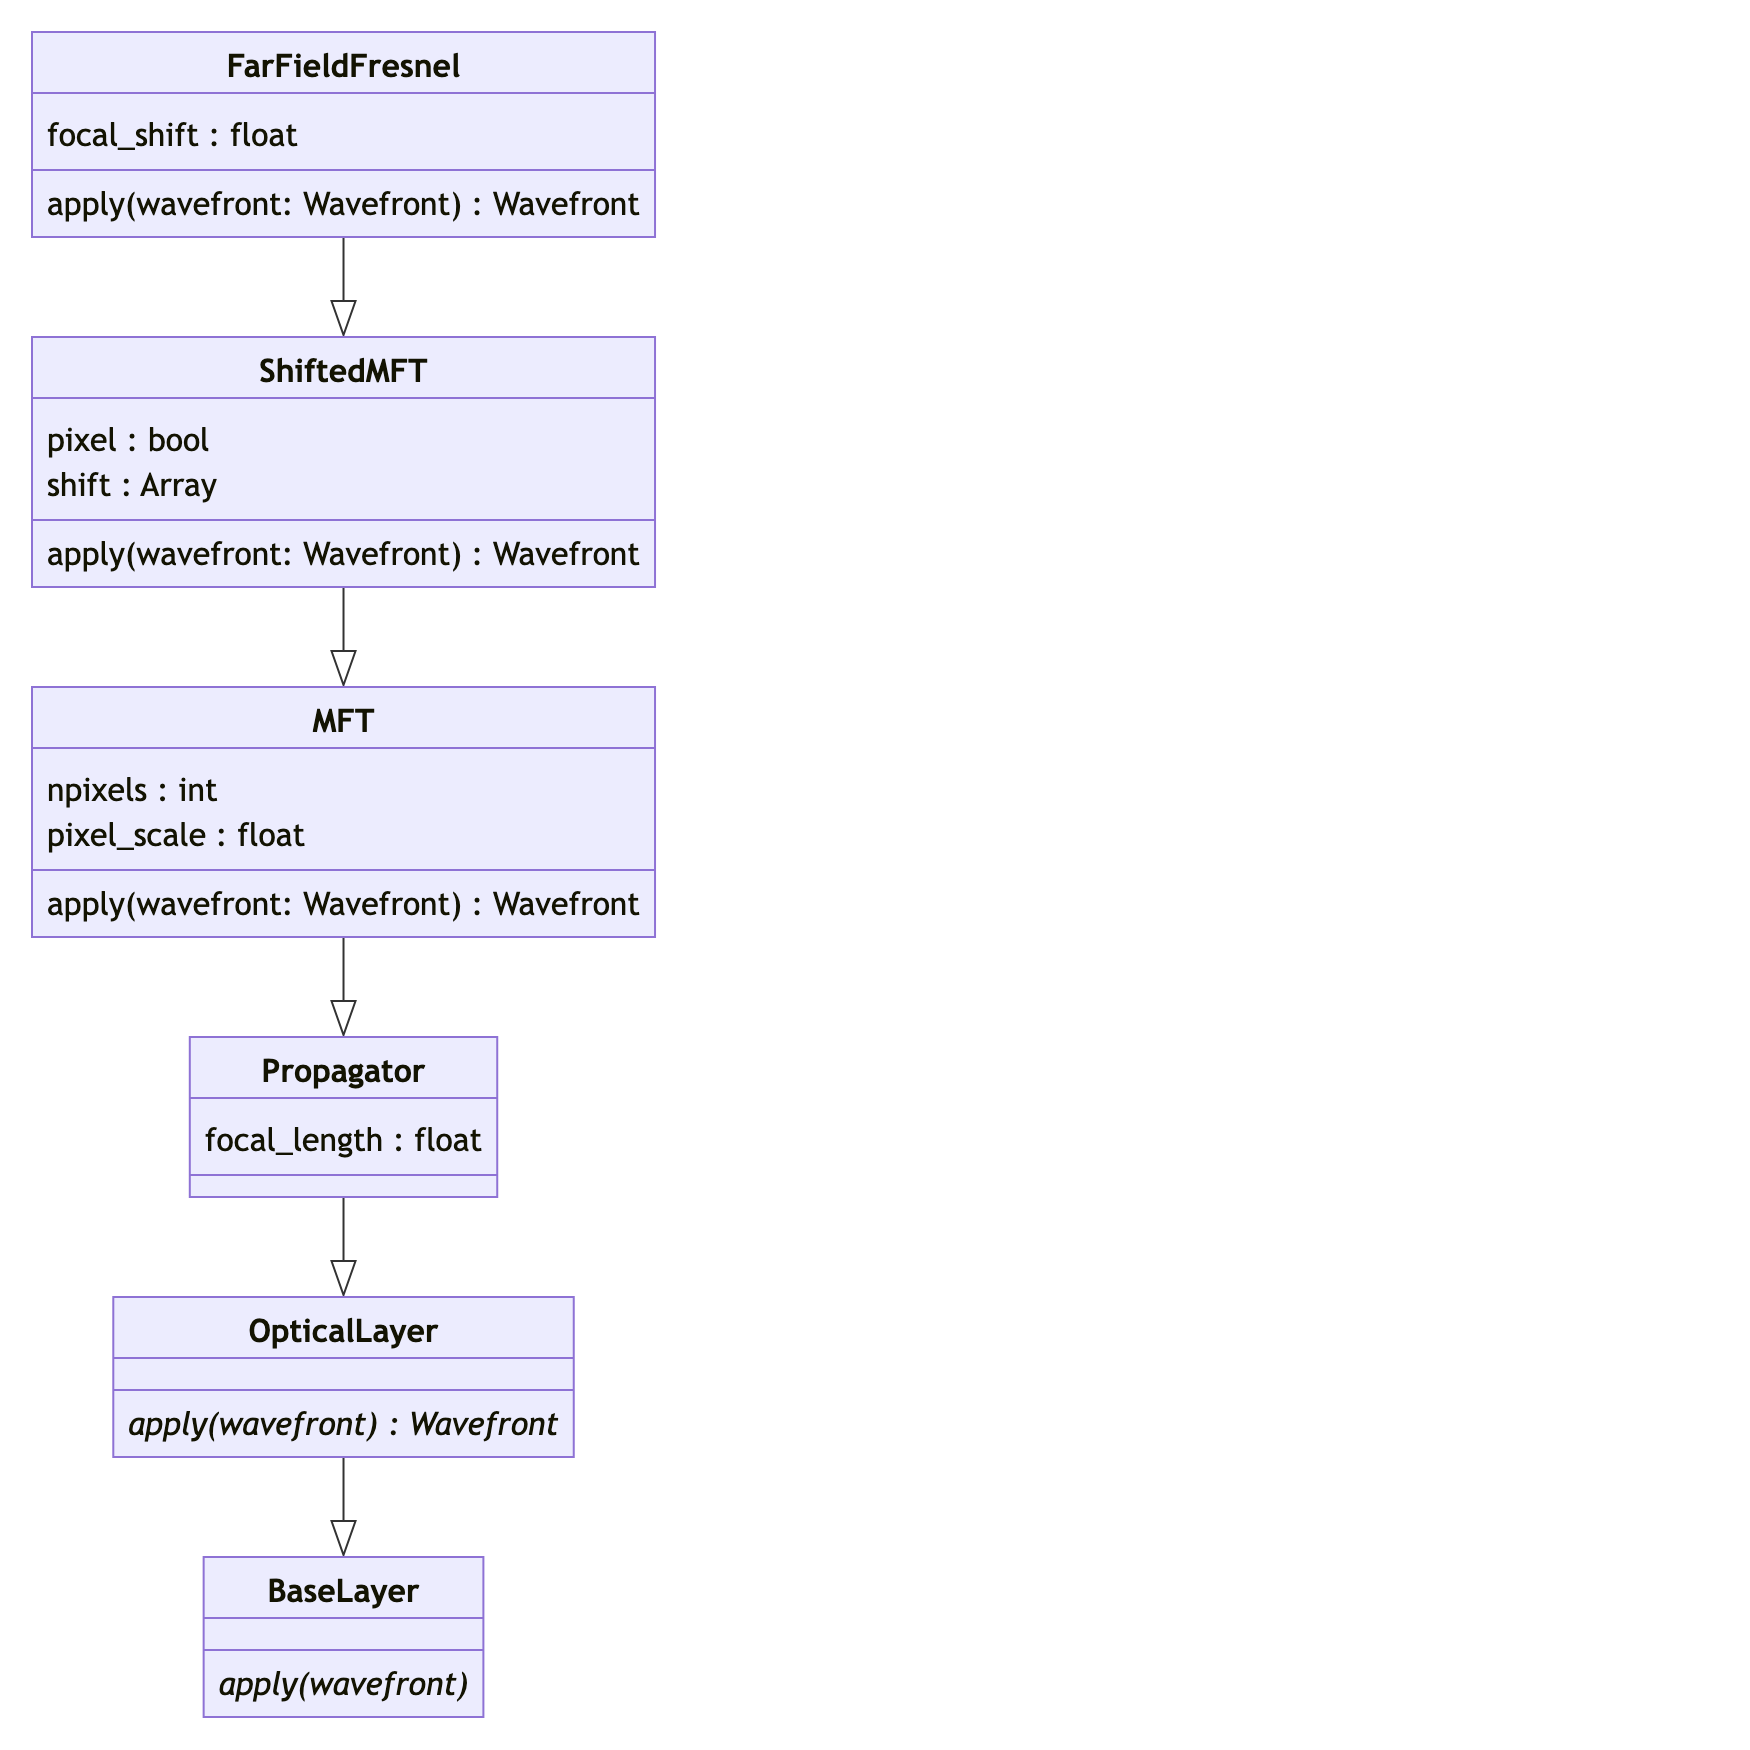 FarFieldFresnel
focal_shift : float
apply(wavefront: Wavefront) : Wavefront
ShiftedMFT
pixel : bool
shift : Array
apply(wavefront: Wavefront) : Wavefront
MFT
npixels : int
pixel_scale : float
apply(wavefront: Wavefront) : Wavefront
Propagator
focal_length : float
OpticalLayer
apply(wavefront) : Wavefront
BaseLayer
apply(wavefront)